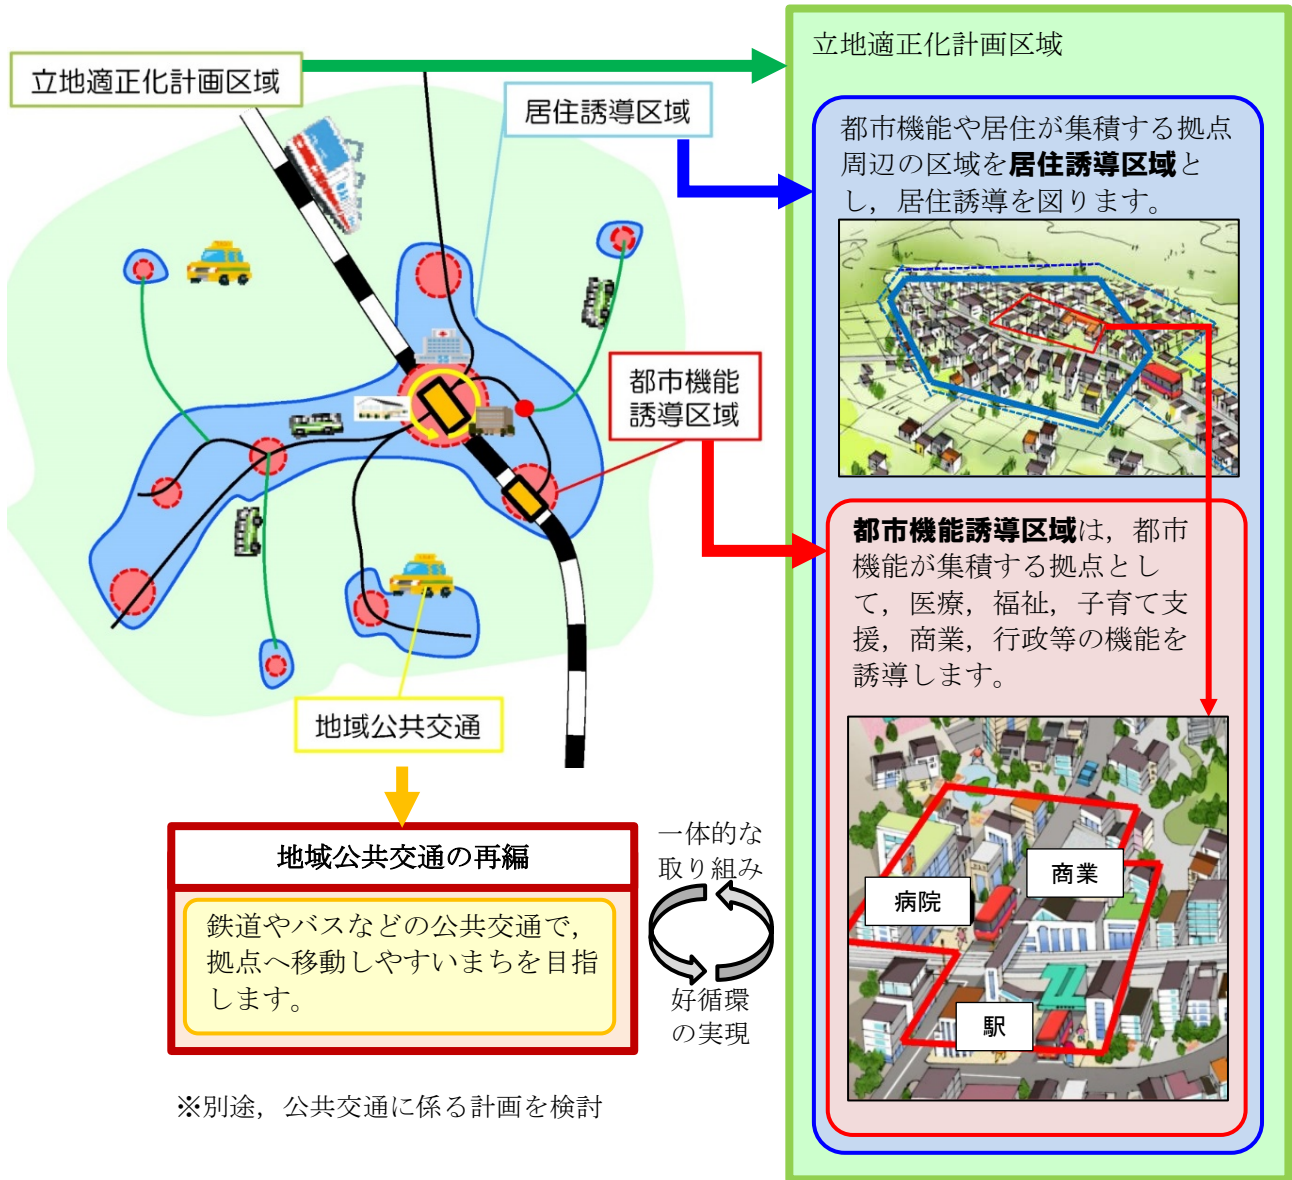 立地適正化計画区域
居住誘導区域
都市機能
誘導区域
地域公共交通
地域公共交通の再編
鉄道やバスなどの公共交通で，
拠点へ移動しやすいまちを目指
します。
一体的な
取り組み
好循環
の実現
※別途，公共交通に係る計画を検討
立地適正化計画区域
都市機能や居住が集積する拠点
周辺の区域を居住誘導区域と
し，居住誘導を図ります。
都市機能誘導区域は，都市
機能が集積する拠点とし
て，医療，福祉，子育て支
援，商業，行政等の機能を
誘導します。
商業
病院
駅